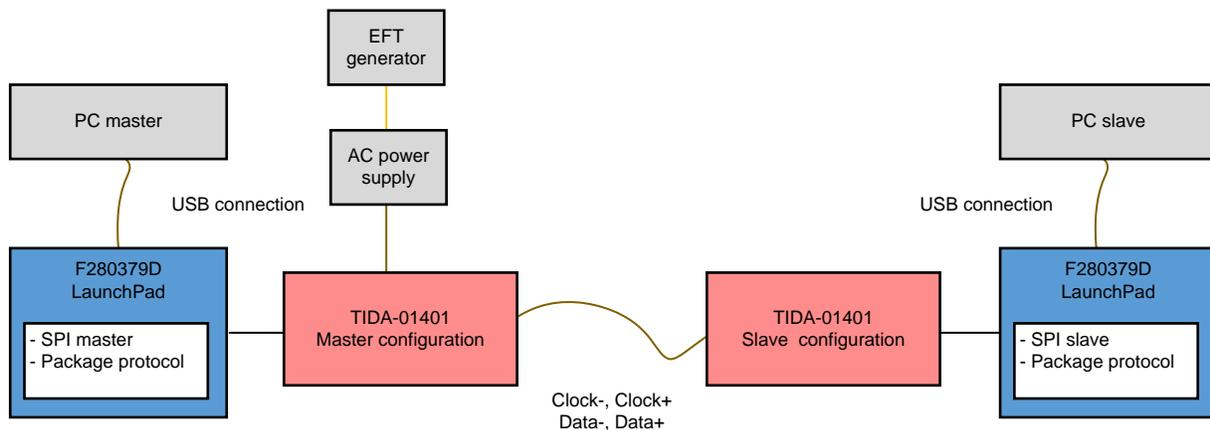 EFT
generator
PC master
AC power
supply
PC slave
USB connection
USB connection
F280379D
LaunchPad
- SPI master
- Package protocol
TIDA-01401
Master configuration
TIDA-01401
Slave  configuration
F280379D
LaunchPad
- SPI slave
- Package protocol
Clock-, Clock+
Data-, Data+